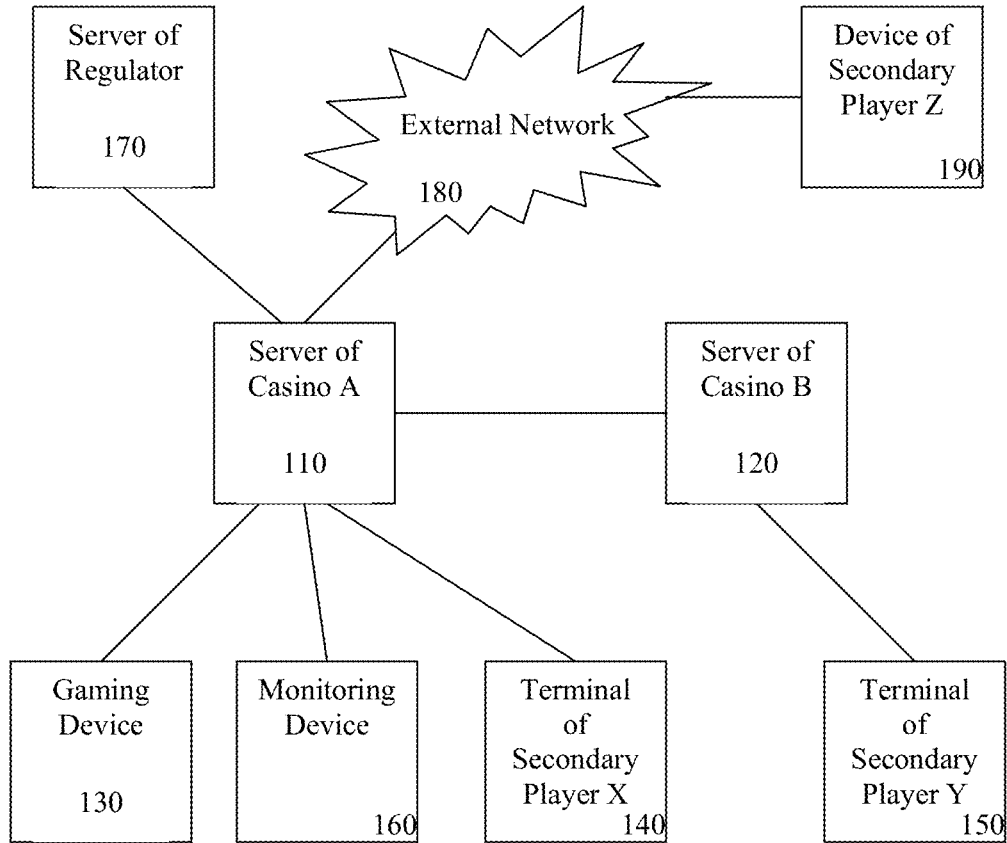 Server of
Regulator
170
External Network
180
Device of
Secondary
Player Z
190
Server of
Casino A
110
Server of
Casino B
120
Gaming
Device
130
Monitoring
Device
160
Terminal
of
Secondary
Player X
140
Terminal
of
Secondary
Player Y
150